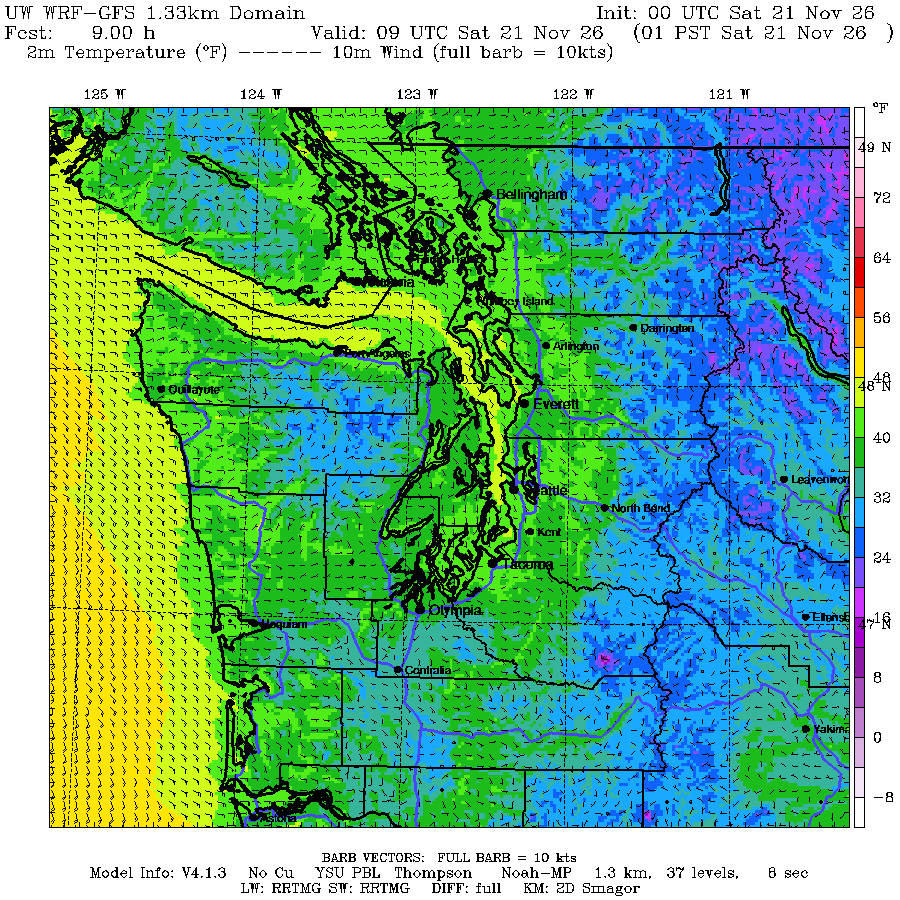 UW WRF-GFS 1.33km Domain Init: 00 UTC Sat 21 Nov 26
Fcst: 9.00 h Valid: 09 UTC Sat 21 Nov 26 (01 PST Sat 21 Nov 26 )
2m Temperature (°F) ------ 10m Wind (full barb = 10kts)
125 W 124 W 123 W 122 W 121 W °F
49 N
72
Bellingham
64
Whidbey Island
56
Darrington
Arlington
Port Angeles
48
48 N
Quillayute
Everett
40
Leavenwor
Seattle
32
North Bend
Kent
24
Tacoma
Olympia
16
Ellensb
47 N
Hoquiam
Centralia
8
Yakima
0
-8
Astoria
BARB VECTORS: FULL BARB = 10 kts
Model Info: V4.1.3 No Cu YSU PBL Thompson Noah-MP 1.3 km, 37 levels, 8 sec
LW: RRTMG SW: RRTMG DIFF: full KM: 2D Smagor